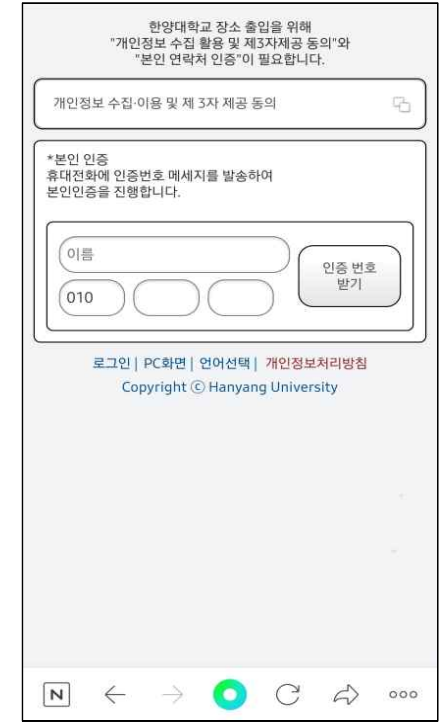 한양대학교 장소 출입을 위해
"개인정보 수집 활용 및 제3자제공 동의"와
"본인 연락처 인증"이 필요합니다.
개인정보 수집·이용 및 제 3자 제공 동의
*본인 인증
휴대전화에 인증번호 메세지를 발송하여
본인인증을 진행합니다.
이름
010
인증 번호
받기
로그인 | PC화면 | 언어선택 | 개인정보처리방침
Copyright ⓒ Hanyang University
N